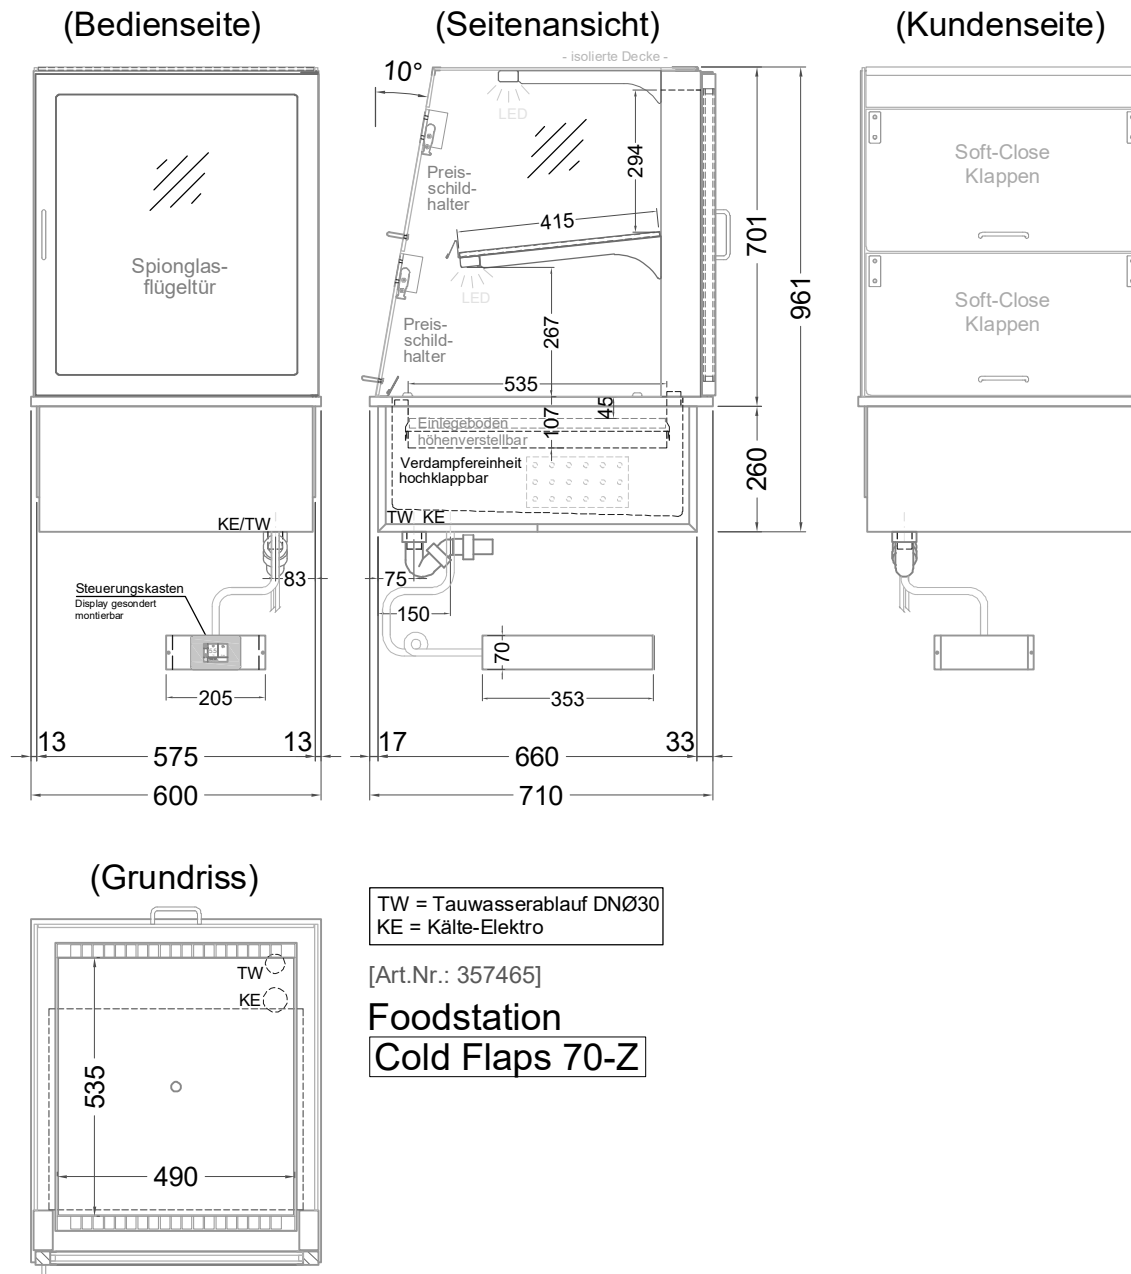 (Bedienseite)
(Seitenansicht)
(Kundenseite)
- isolierte Decke -
10°
LED
Preis-
schild-
halter
294
415
701
961
Soft-Close
Klappen
Spionglas-
flügeltür
LED
Preis-
schild-
halter
267
Soft-Close
Klappen
535
107
45
Einlegeboden
höhenverstellbar
Verdampfereinheit
hochklappbar
260
KE/TW
TW KE
83
75
150
Steuerungskasten
Display gesondert
montierbar
70
205
353
13
575
13
17
660
33
600
710
(Grundriss)
TW = Tauwasserablauf DNØ30
KE = Kälte-Elektro
TW
KE
[Art.Nr.: 357465]
Foodstation
Cold Flaps 70-Z
535
490